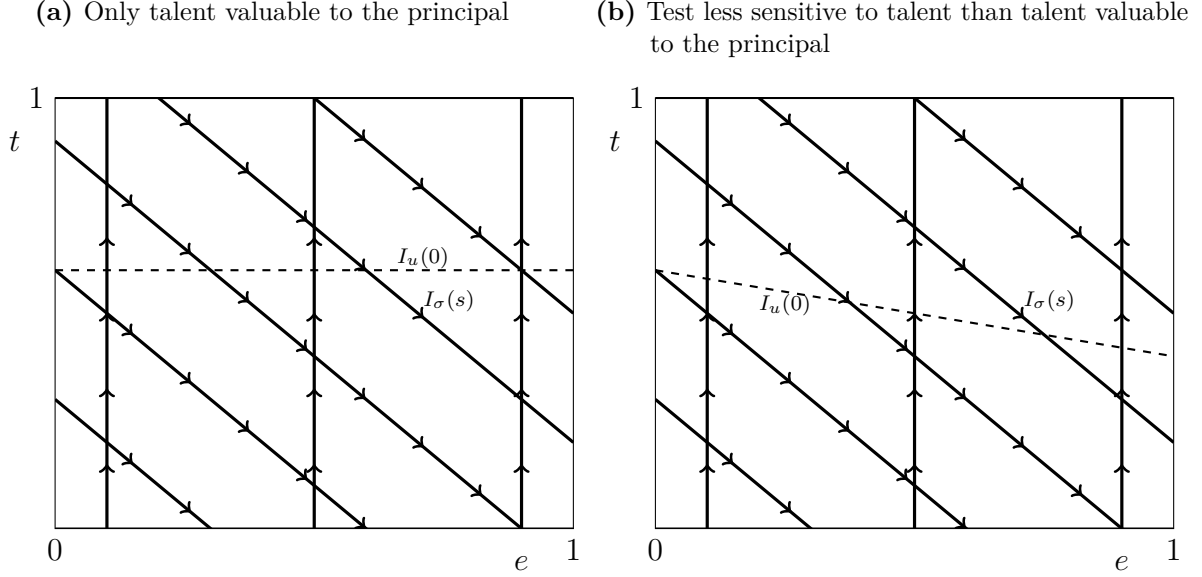 (a) Only talent valuable to the principal
1
t
I_u(0)
I_σ(s)
0
e
1
(b) Test less sensitive to talent than talent valuable
to the principal
1
t
I_u(0)
I_σ(s)
0
e
1